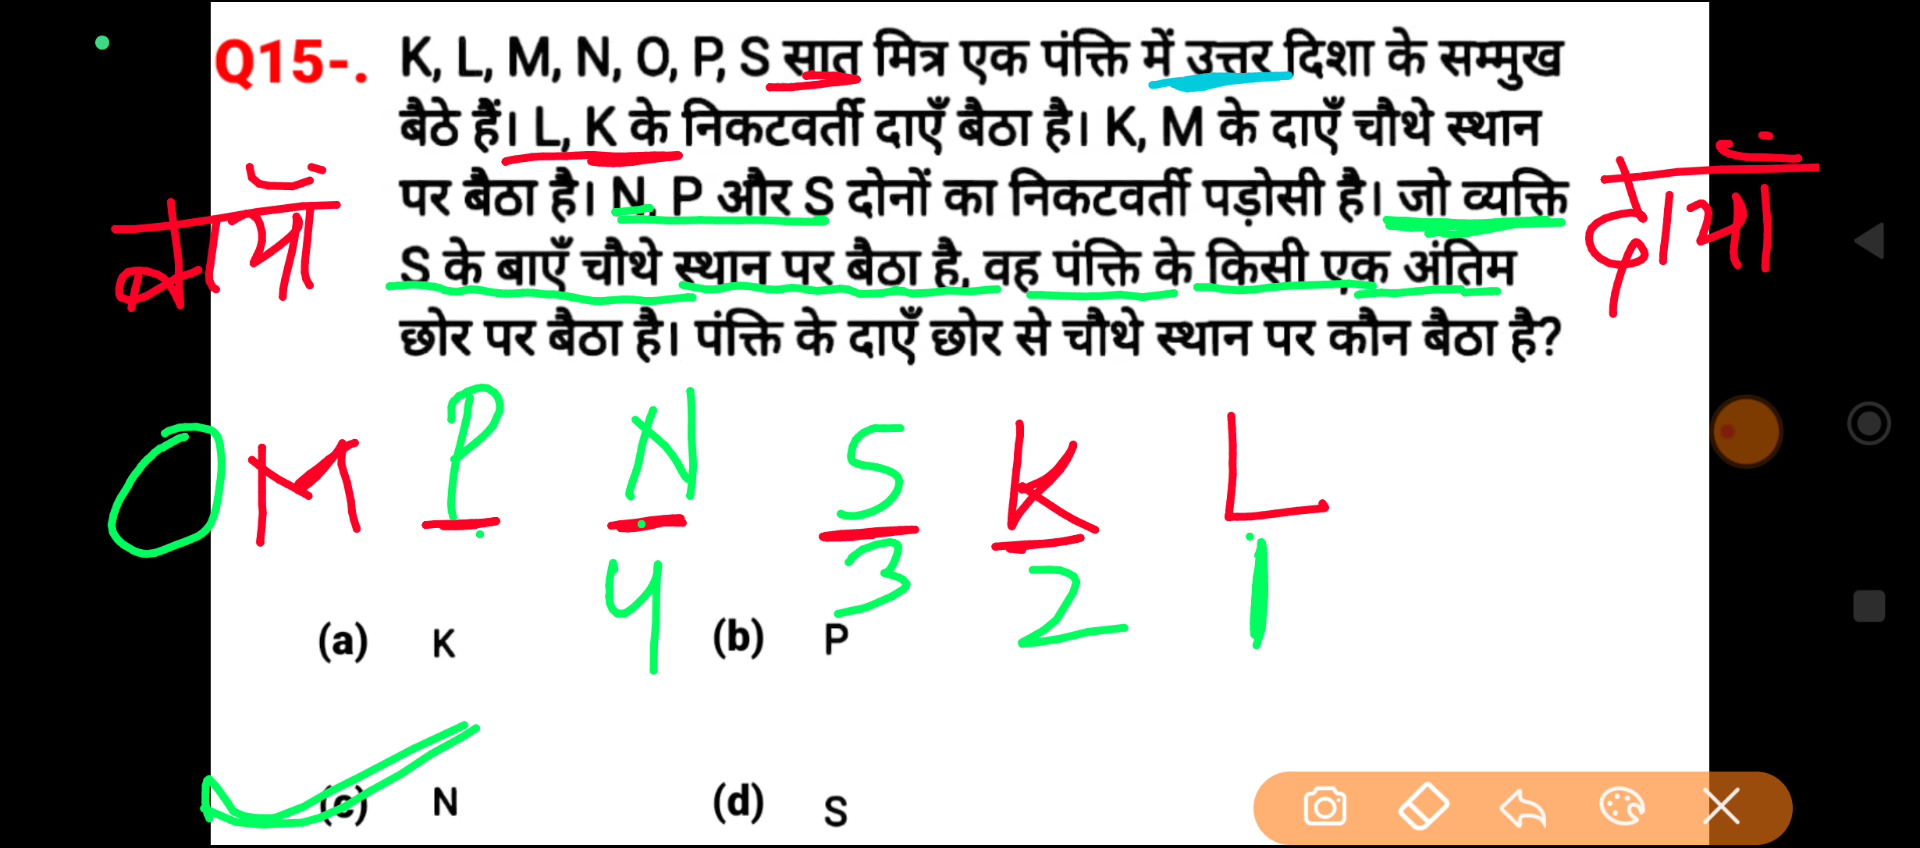 Q15-. K, L, M, N, O, P, S सात मित्र एक पंक्ति में उत्तर दिशा के सम्मुख
बैठे हैं। L, K के निकटवर्ती दाएँ बैठा है। K, M के दाएँ चौथे स्थान
पर बैठा है। N, P और S दोनों का निकटवर्ती पड़ोसी है। जो व्यक्ति
S के बाएँ चौथे स्थान पर बैठा है, वह पंक्ति के किसी एक अंतिम
छोर पर बैठा है। पंक्ति के दाएँ छोर से चौथे स्थान पर कौन बैठा है?
बायां
दायां
O M P N S K L
4 3 2 1
(a) K (b) P
(c) N (d) S